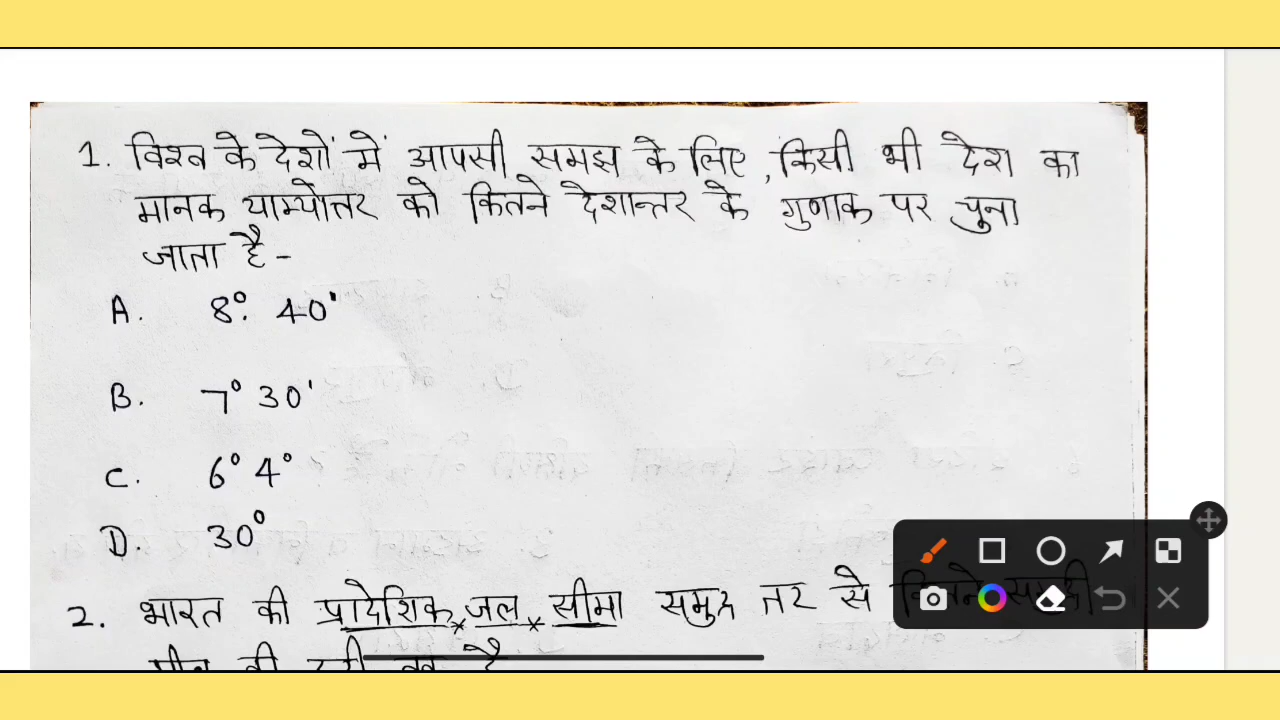 1. विश्व के देशों में आपसी समझ के लिए, किसी भी देश का
मानक याम्योत्तर को कितने देशान्तर के गुणाक पर चुना
जाता है -
A. 8° 40'
B. 7° 30'
C. 6° 4°
D. 30°
2. भारत की प्रादेशिक जल सीमा समुद्र तट से कितने